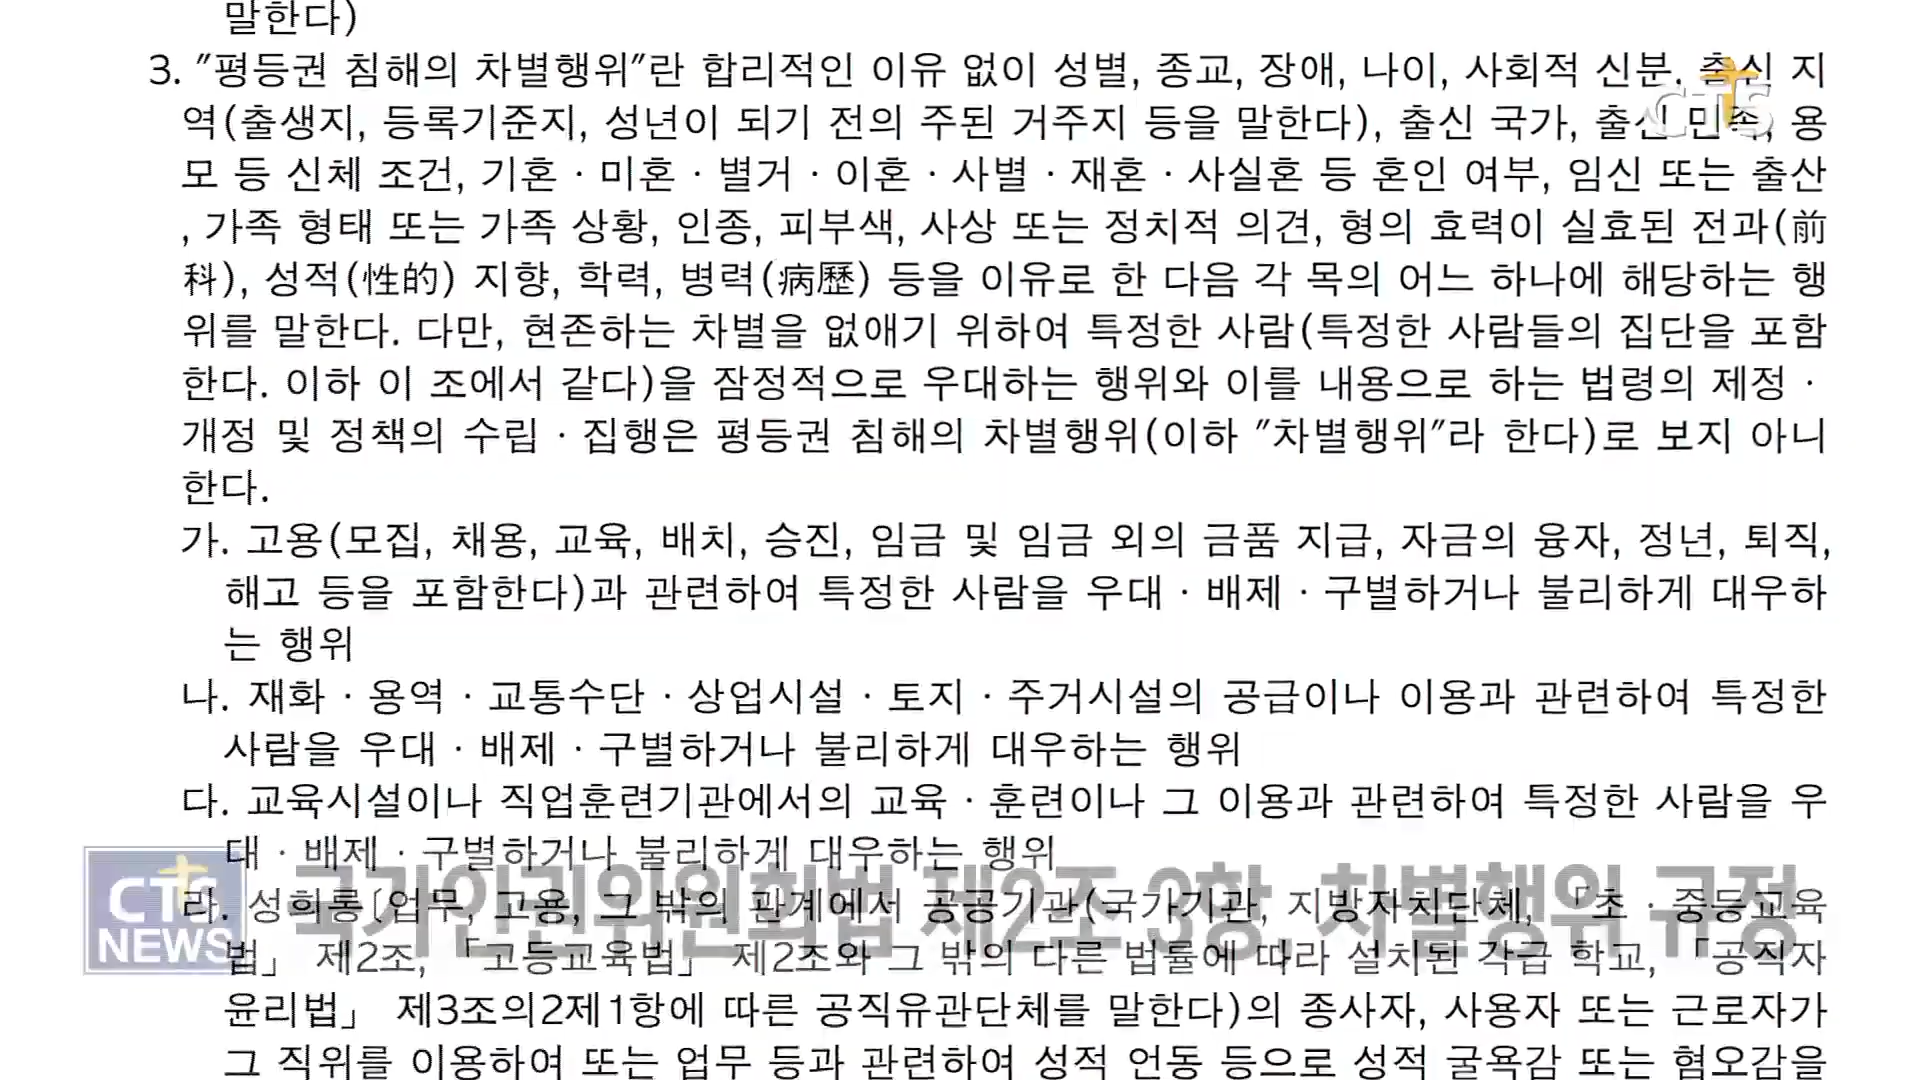 말한다)
3. "평등권 침해의 차별행위"란 합리적인 이유 없이 성별, 종교, 장애, 나이, 사회적 신분. 출신 지
역(출생지, 등록기준지, 성년이 되기 전의 주된 거주지 등을 말한다), 출신 국가, 출신 민족, 용
모 등 신체 조건, 기혼ㆍ미혼ㆍ별거ㆍ이혼ㆍ사별ㆍ재혼ㆍ사실혼 등 혼인 여부, 임신 또는 출산
, 가족 형태 또는 가족 상황, 인종, 피부색, 사상 또는 정치적 의견, 형의 효력이 실효된 전과(前
科), 성적(性的) 지향, 학력, 병력(病歷) 등을 이유로 한 다음 각 목의 어느 하나에 해당하는 행
위를 말한다. 다만, 현존하는 차별을 없애기 위하여 특정한 사람(특정한 사람들의 집단을 포함
한다. 이하 이 조에서 같다)을 잠정적으로 우대하는 행위와 이를 내용으로 하는 법령의 제정ㆍ
개정 및 정책의 수립ㆍ집행은 평등권 침해의 차별행위(이하 "차별행위"라 한다)로 보지 아니
한다.
가. 고용(모집, 채용, 교육, 배치, 승진, 임금 및 임금 외의 금품 지급, 자금의 융자, 정년, 퇴직,
해고 등을 포함한다)과 관련하여 특정한 사람을 우대ㆍ배제ㆍ구별하거나 불리하게 대우하
는 행위
나. 재화ㆍ용역ㆍ교통수단ㆍ상업시설ㆍ토지ㆍ주거시설의 공급이나 이용과 관련하여 특정한
사람을 우대ㆍ배제ㆍ구별하거나 불리하게 대우하는 행위
다. 교육시설이나 직업훈련기관에서의 교육ㆍ훈련이나 그 이용과 관련하여 특정한 사람을 우
대ㆍ배제ㆍ구별하거나 불리하게 대우하는 행위
라. 성희롱[업무, 고용, 그 밖의 관계에서 공공기관(국가기관, 지방자치단체, 「초ㆍ중등교육
법」 제2조, 「고등교육법」 제2조와 그 밖의 다른 법률에 따라 설치된 각급 학교, 「공직자
윤리법」 제3조의2제1항에 따른 공직유관단체를 말한다)의 종사자, 사용자 또는 근로자가
그 직위를 이용하여 또는 업무 등과 관련하여 성적 언동 등으로 성적 굴욕감 또는 혐오감을
CTS
CTS NEWS
국가인권위원회법 제2조 3항, 차별행위 규정